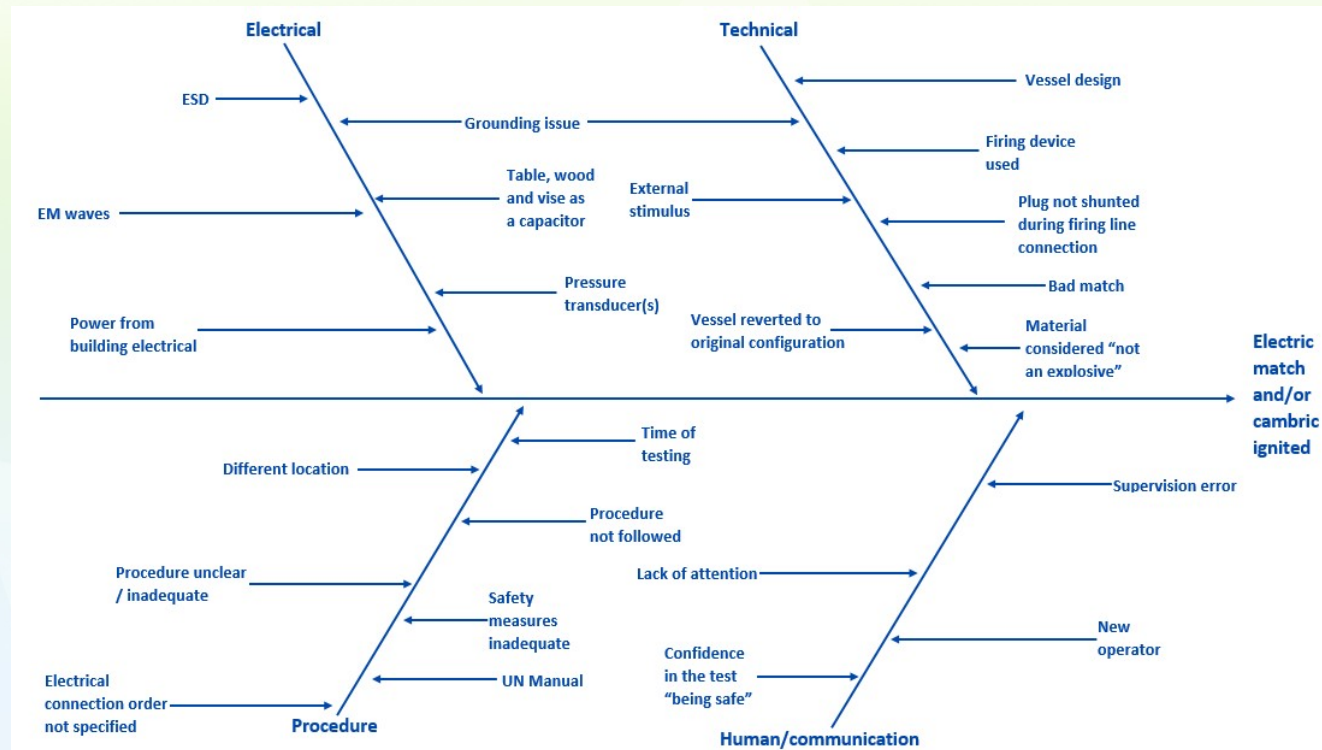 Electrical
Technical
ESD
Grounding issue
EM waves
Table, wood
and vise as
a capacitor
Pressure
transducer(s)
Power from
building electrical
Vessel design
Firing device
used
External
stimulus
Plug not shunted
during firing line
connection
Bad match
Vessel reverted to
original configuration
Material
considered “not
an explosive”
Electric
match
and/or
cambric
ignited
Time of
testing
Different location
Procedure
not followed
Procedure unclear
/ inadequate
Safety
measures
inadequate
UN Manual
Electrical
connection order
not specified
Procedure
Supervision error
Lack of attention
New
operator
Confidence
in the test
“being safe”
Human/communication